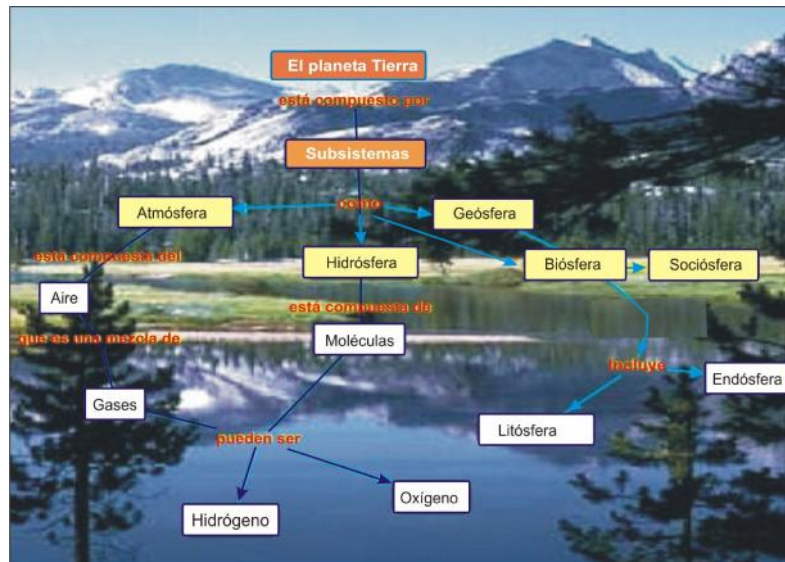 El planeta Tierra
está compuesto por
Subsistemas
como
Atmósfera
Geósfera
Hidrósfera
Biósfera
Sociósfera
está compuesta del
Aire
está compuesta de
que es una mezcla de
Moléculas
Incluye
Endósfera
Gases
Litósfera
pueden ser
Oxígeno
Hidrógeno